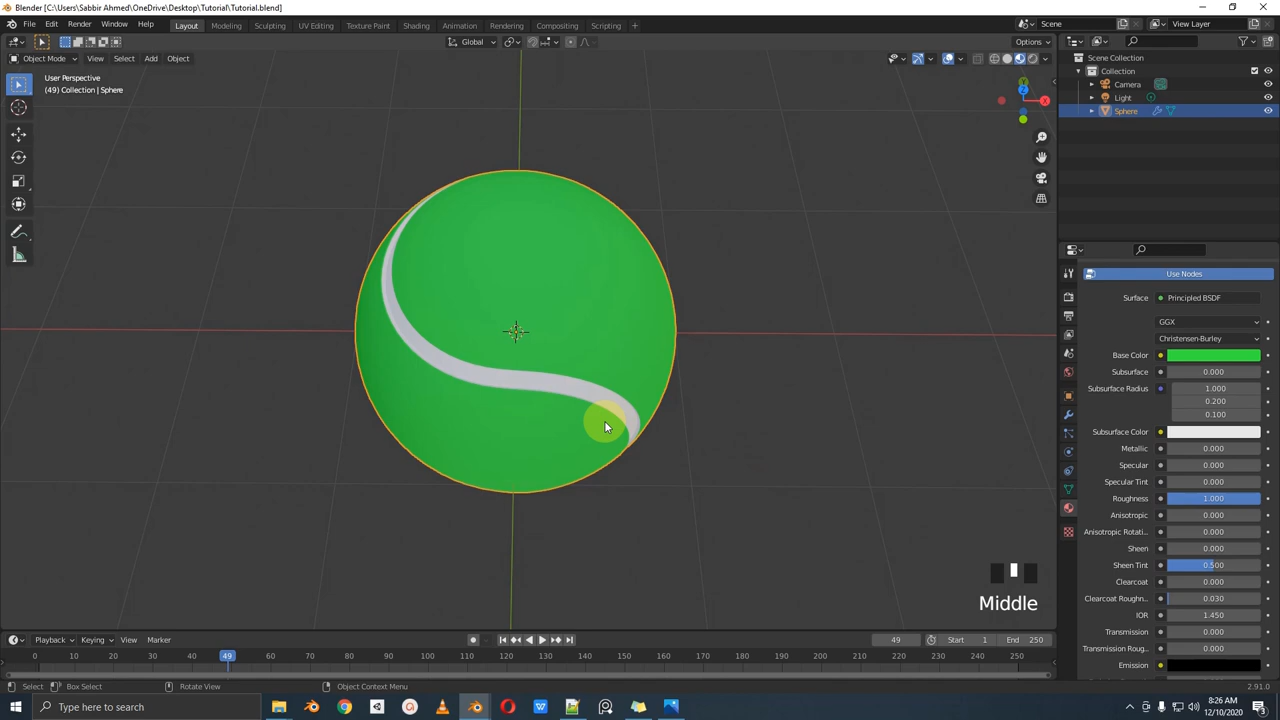 Blender [C:\Users\Sabbir Ahmed\OneDrive\Desktop\Tutorial\Tutorial.blend]
File Edit Render Window Help Layout Modeling Sculpting UV Editing Texture Paint Shading Animation Rendering Compositing Scripting + Scene View Layer
Global Options
Object Mode View Select Add Object
User Perspective
(49) Collection | Sphere
X
Z
Y
Middle
Scene Collection
Collection
Camera
Light
Sphere
Use Nodes
Surface Principled BSDF
GGX
Christensen-Burley
Base Color
Subsurface 0.000
Subsurface Radius 1.000
0.200
0.100
Subsurface Color
Metallic 0.000
Specular 0.000
Specular Tint 0.000
Roughness 1.000
Anisotropic 0.000
Anisotropic Rotati... 0.000
Sheen 0.000
Sheen Tint 0.500
Clearcoat 0.000
Clearcoat Roughn... 0.030
IOR 1.450
Transmission 0.000
Transmission Roug... 0.000
Emission
Playback Keying View Marker 49 Start 1 End 250
0 10 20 30 40 49 60 70 80 90 100 110 120 130 140 150 160 170 180 190 200 210 220 230 240 250
Select Box Select Rotate View Object Context Menu 2.91.0
Type here to search
8:26 AM
12/10/2020